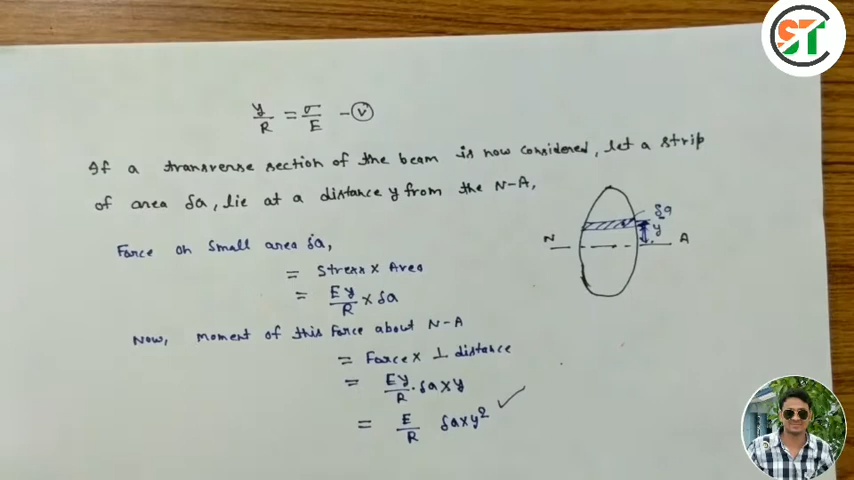 y/R = σ/E - (V)
If a transverse section of the beam is now considered, let a strip
of area δa, lie at a distance y from the N-A,
δa
y
N
A
Force on small area δa,
= Stress × Area
= Ey/R × δa
Now, moment of this force about N-A
= Force × ⊥ distance
= Ey/R · δa × y
= E/R δa × y²
ST